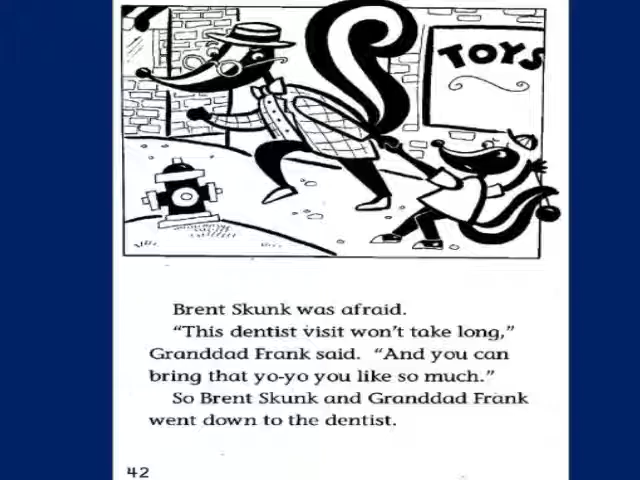 TOYS
Brent Skunk was afraid.
“This dentist visit won’t take long,”
Granddad Frank said. “And you can
bring that yo-yo you like so much.”
So Brent Skunk and Granddad Frank
went down to the dentist.
42